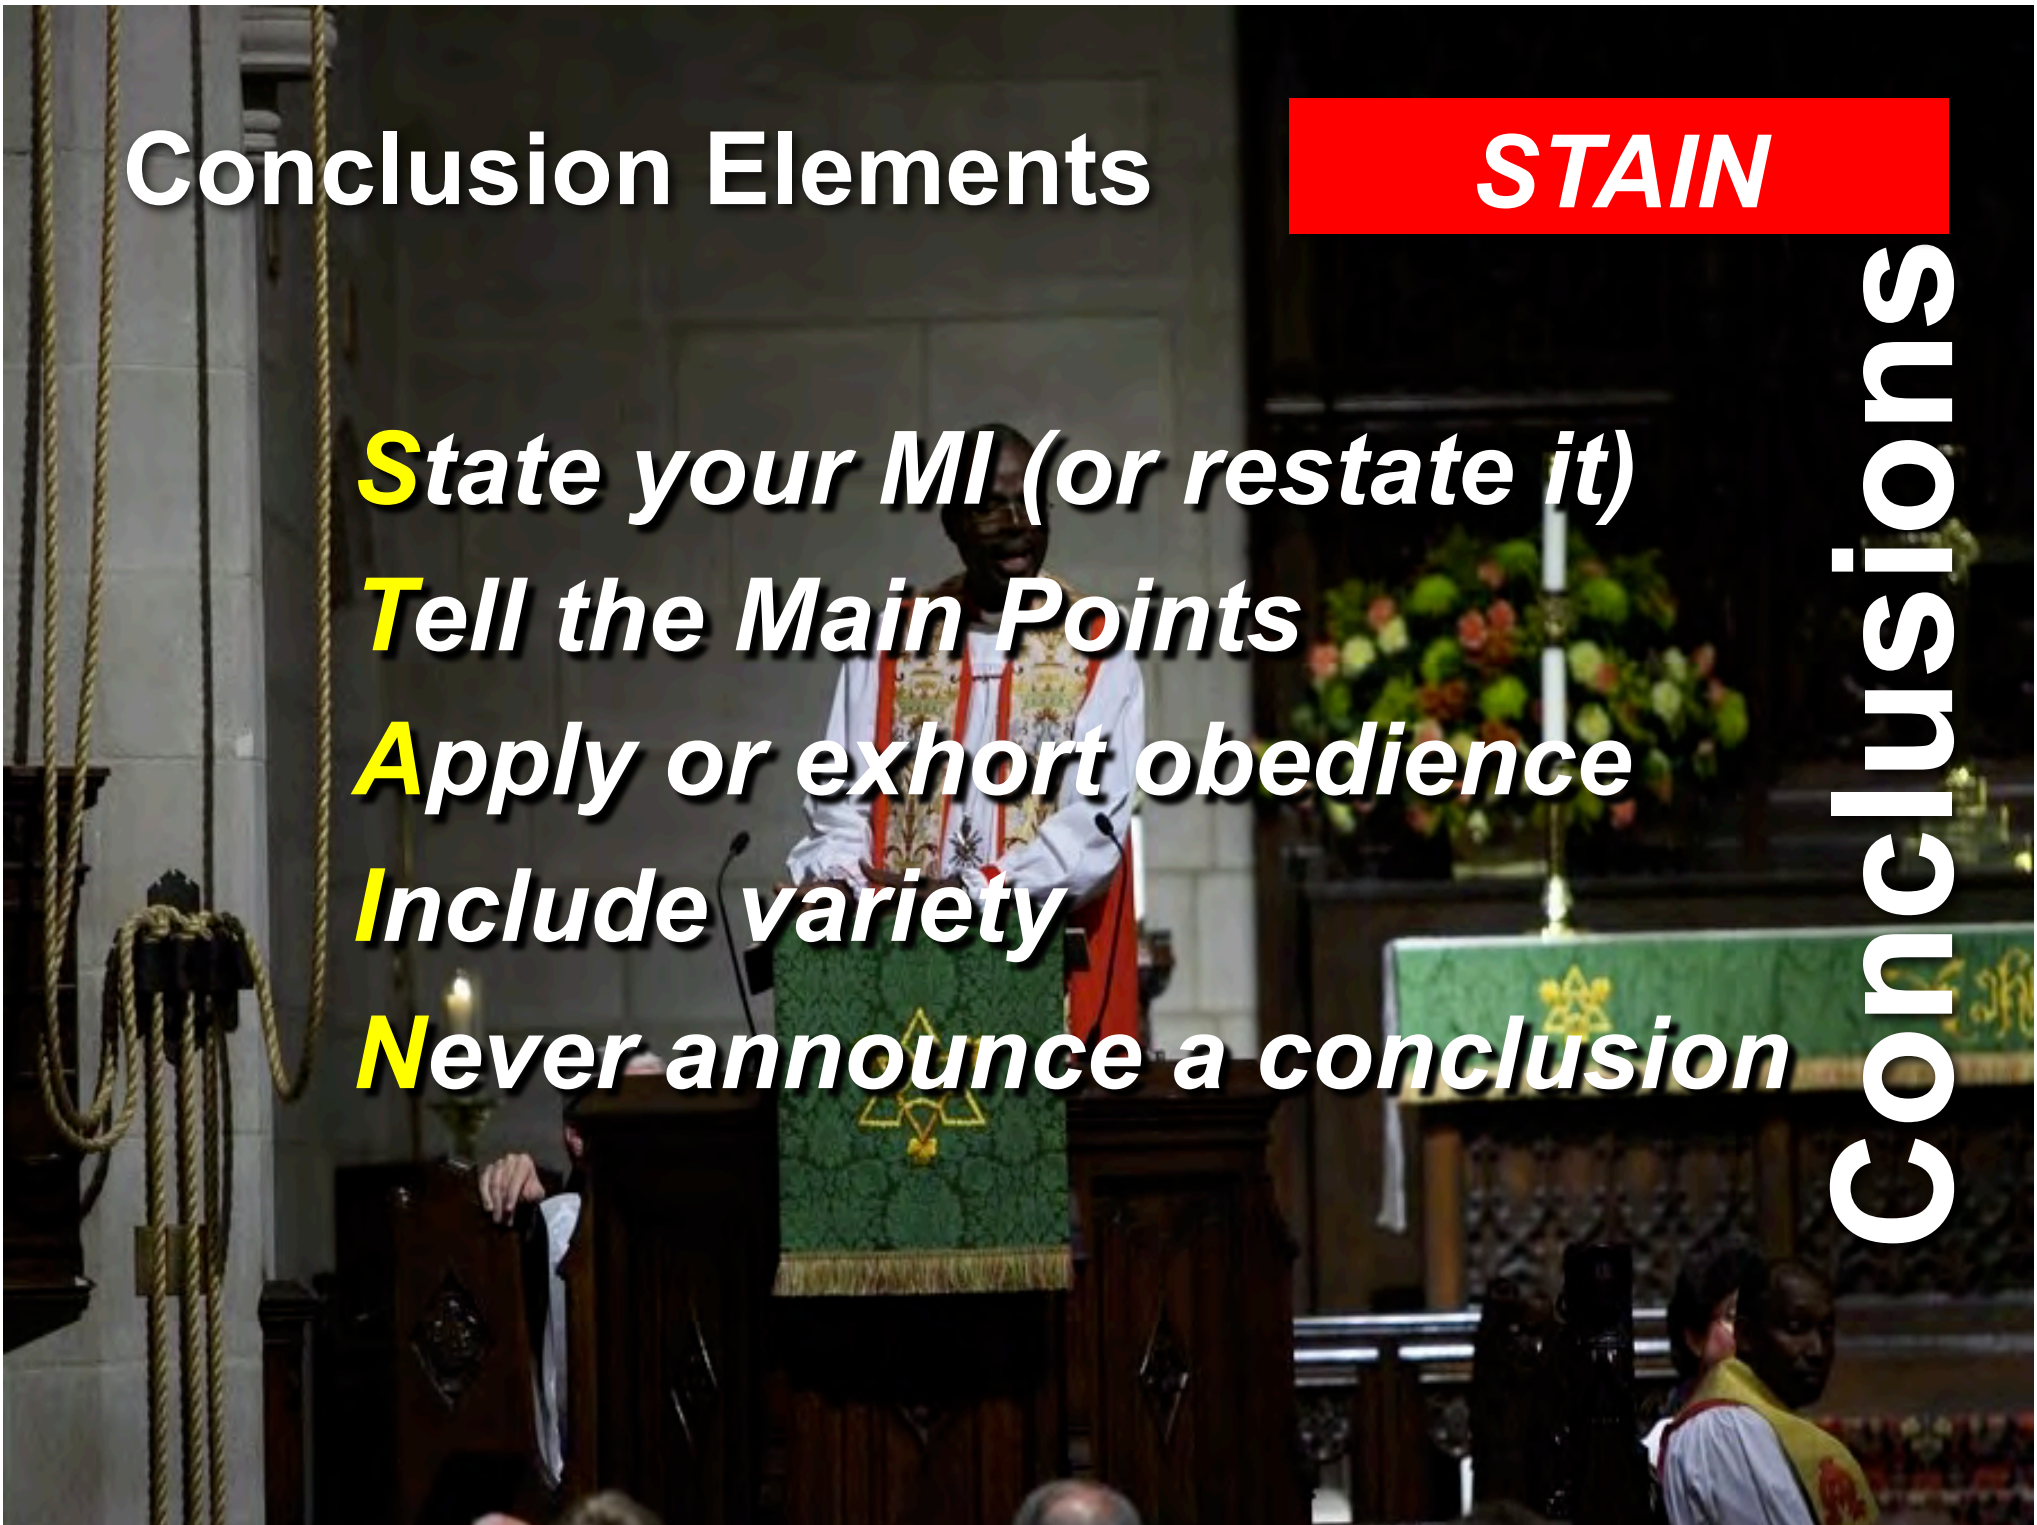 Conclusion Elements
STAIN
State your MI (or restate it)
Tell the Main Points
Apply or exhort obedience
Include variety
Never announce a conclusion
Conclusions